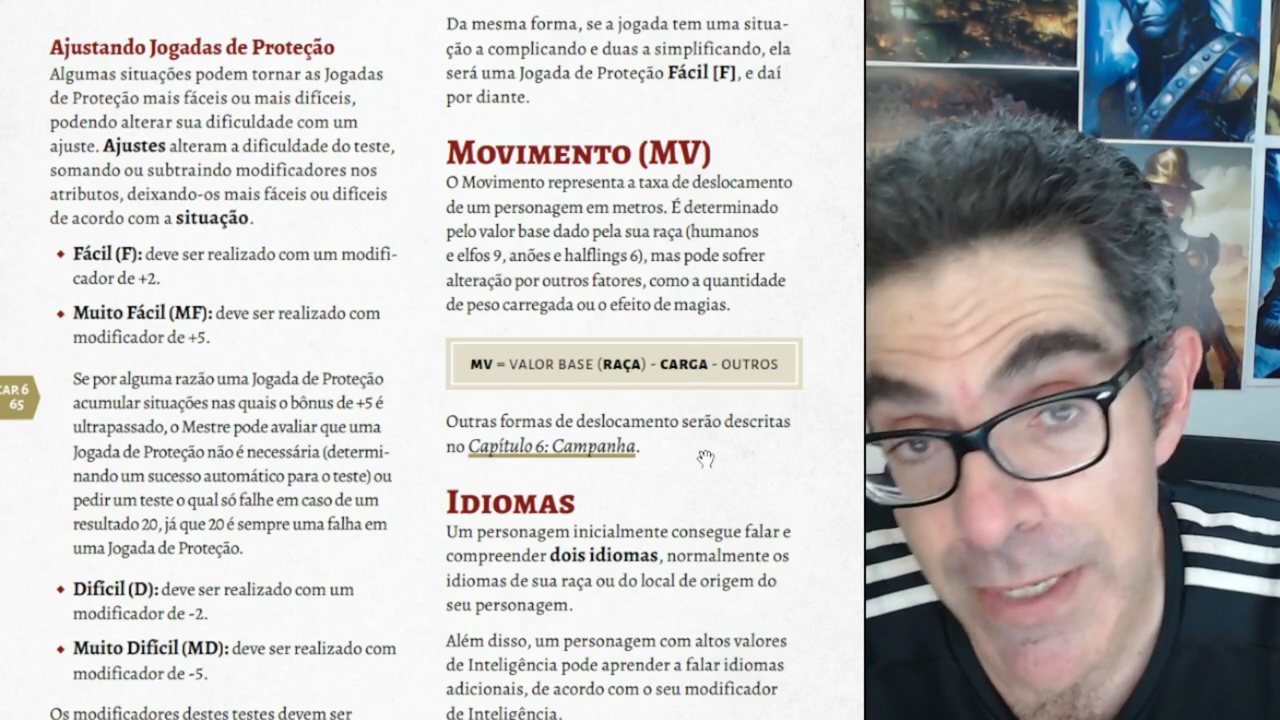 Ajustando Jogadas de Proteção
Algumas situações podem tornar as Jogadas
de Proteção mais fáceis ou mais difíceis,
podendo alterar sua dificuldade com um
ajuste. Ajustes alteram a dificuldade do teste,
somando ou subtraindo modificadores nos
atributos, deixando-os mais fáceis ou difíceis
de acordo com a situação.
Fácil (F): deve ser realizado com um modifi-
cador de +2.
Muito Fácil (MF): deve ser realizado com
modificador de +5.
Se por alguma razão uma Jogada de Proteção
acumular situações nas quais o bônus de +5 é
ultrapassado, o Mestre pode avaliar que uma
Jogada de Proteção não é necessária (determi-
nando um sucesso automático para o teste) ou
pedir um teste o qual só falhe em caso de um
resultado 20, já que 20 é sempre uma falha em
uma Jogada de Proteção.
Difícil (D): deve ser realizado com um
modificador de -2.
Muito Difícil (MD): deve ser realizado com
modificador de -5.
Os modificadores destes testes devem ser
CAP. 6
65
Da mesma forma, se a jogada tem uma situa-
ção a complicando e duas a simplificando, ela
será uma Jogada de Proteção Fácil [F], e daí
por diante.
Movimento (MV)
O Movimento representa a taxa de deslocamento
de um personagem em metros. É determinado
pelo valor base dado pela sua raça (humanos
e elfos 9, anões e halflings 6), mas pode sofrer
alteração por outros fatores, como a quantidade
de peso carregada ou o efeito de magias.
MV = VALOR BASE (RAÇA) - CARGA - OUTROS
Outras formas de deslocamento serão descritas
no Capítulo 6: Campanha.
Idiomas
Um personagem inicialmente consegue falar e
compreender dois idiomas, normalmente os
idiomas de sua raça ou do local de origem do
seu personagem.
Além disso, um personagem com altos valores
de Inteligência pode aprender a falar idiomas
adicionais, de acordo com o seu modificador
de Inteligência.